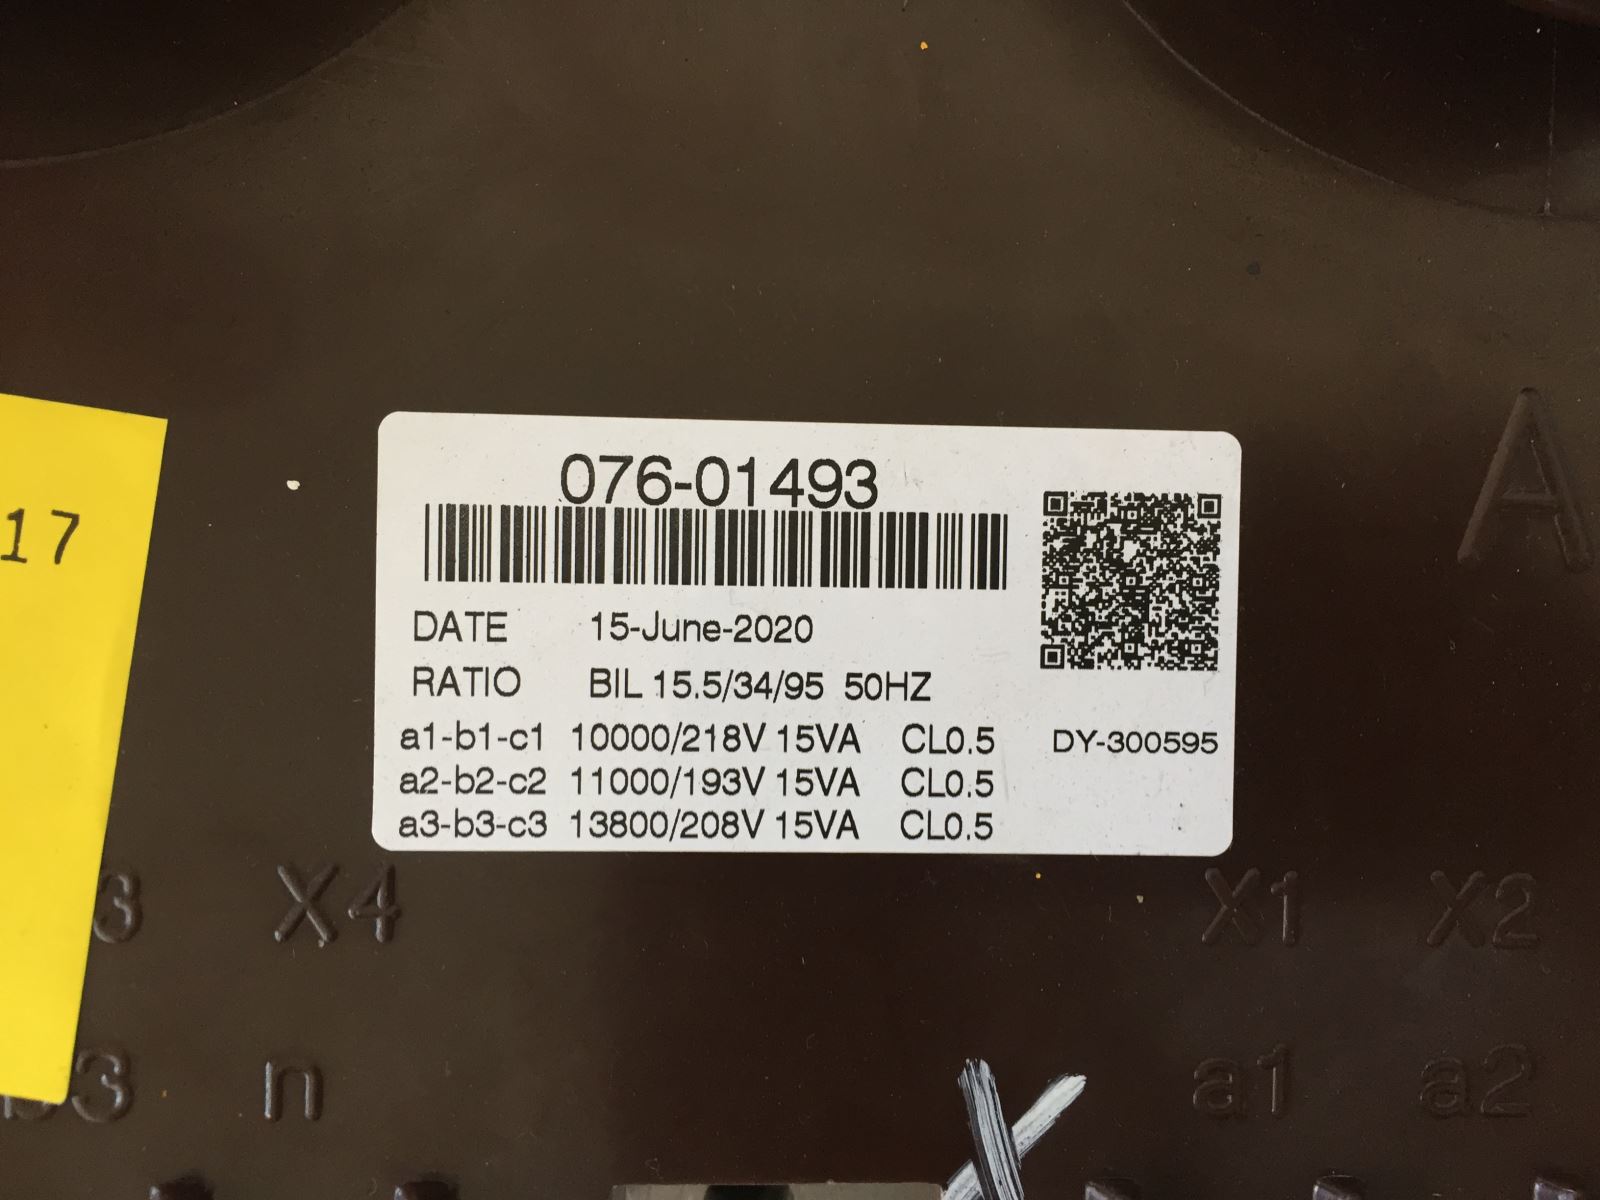 A
17
076-01493
DATE 15-June-2020
RATIO BIL 15.5/34/95 50HZ
a1-b1-c1 10000/218V 15VA CL0.5 DY-300595
a2-b2-c2 11000/193V 15VA CL0.5
a3-b3-c3 13800/208V 15VA CL0.5
3 X4 X1 X2
b3 n a1 a2